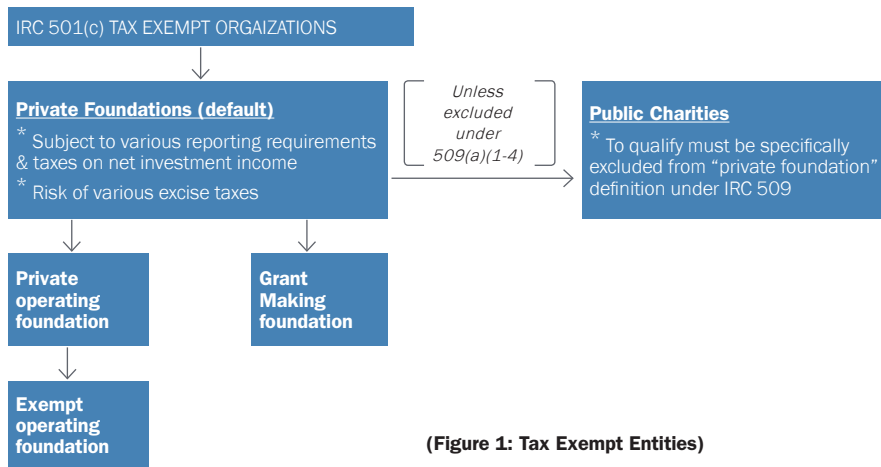 IRC 501(c) TAX EXEMPT ORGAIZATIONS
Private Foundations (default)
* Subject to various reporting requirements
& taxes on net investment income
* Risk of various excise taxes
Unless
excluded
under
509(a)(1-4)
Public Charities
* To qualify must be specifically
excluded from “private foundation”
definition under IRC 509
Private
operating
foundation
Grant
Making
foundation
Exempt
operating
foundation
(Figure 1: Tax Exempt Entities)